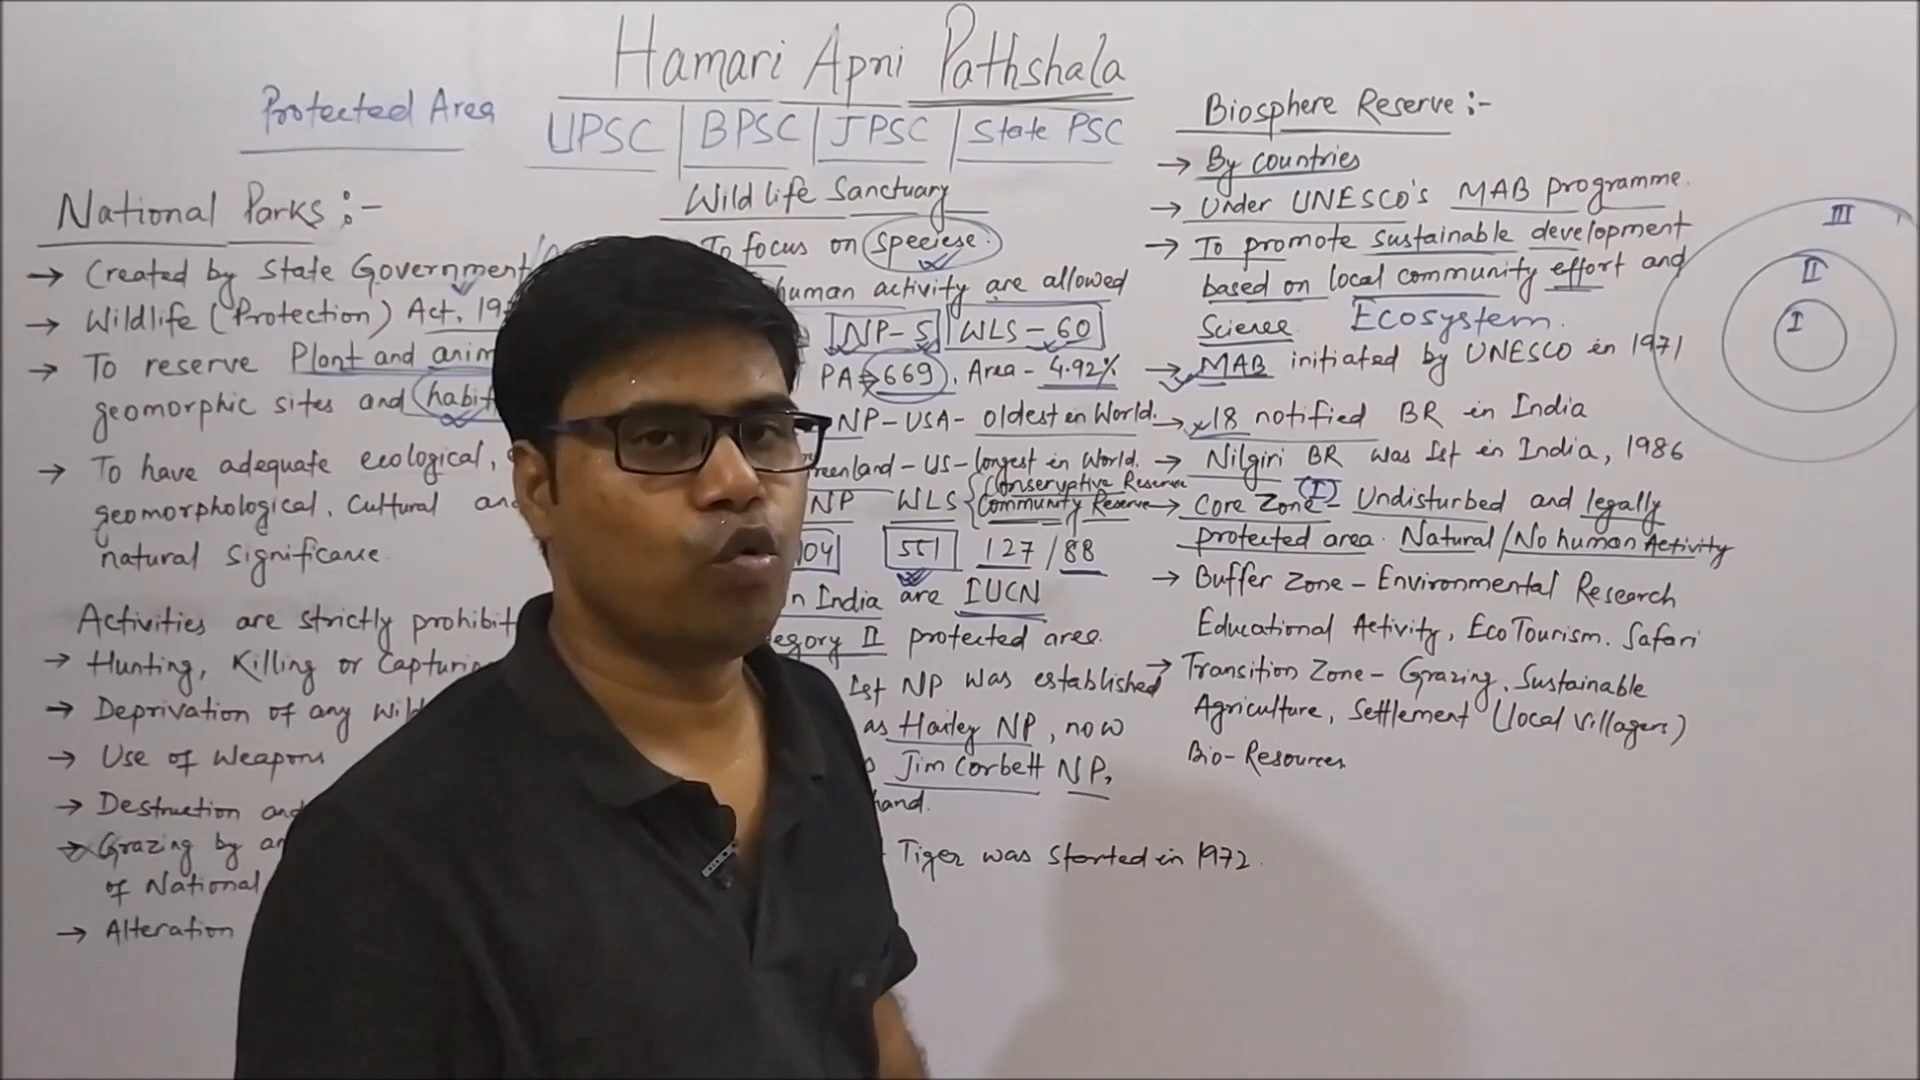 Hamari Apni Pathshala
UPSC | BPSC | JPSC | State PSC
Protected Area
National Parks :-
→ Created by State Government/
→ Wildlife (Protection) Act, 19
→ To reserve Plant and anim
geomorphic sites and habit
→ To have adequate ecological,
geomorphological, Cultural and
natural significance
Activities are strictly prohibit
→ Hunting, Killing or Capturin
→ Deprivation of any Wild
→ Use of Weapons
→ Destruction and
→ Grazing by an
of National
→ Alteration
Wild life Sanctuary
To focus on Speciese.
human activity are allowed
NP-5 WLS-60
PA→669, Area- 4.92%
NP-USA- oldest in World.
reenland-US-longest in World.
NP WLS { Conservative Reserve
Community Reserve
104 551 127/88
n India are IUCN
egory II protected area.
1st NP was established
as Hailey NP, now
Jim Corbett NP,
hand.
Tiger was started in 1972.
Biosphere Reserve:-
→ By countries
→ Under UNESCO's MAB programme.
→ To promote sustainable development
based on local community effort and
Science Ecosystem.
→ MAB initiated by UNESCO in 1971
→ 18 notified BR in India
→ Nilgiri BR was Ist in India, 1986
→ Core Zone (I) - Undisturbed and legally
protected area. Natural/No human Activity
→ Buffer Zone - Environmental Research
Educational Activity, EcoTourism. Safari
→ Transition Zone - Grazing, Sustainable
Agriculture, Settlement (local villagers)
Bio-Resources
III
II
I